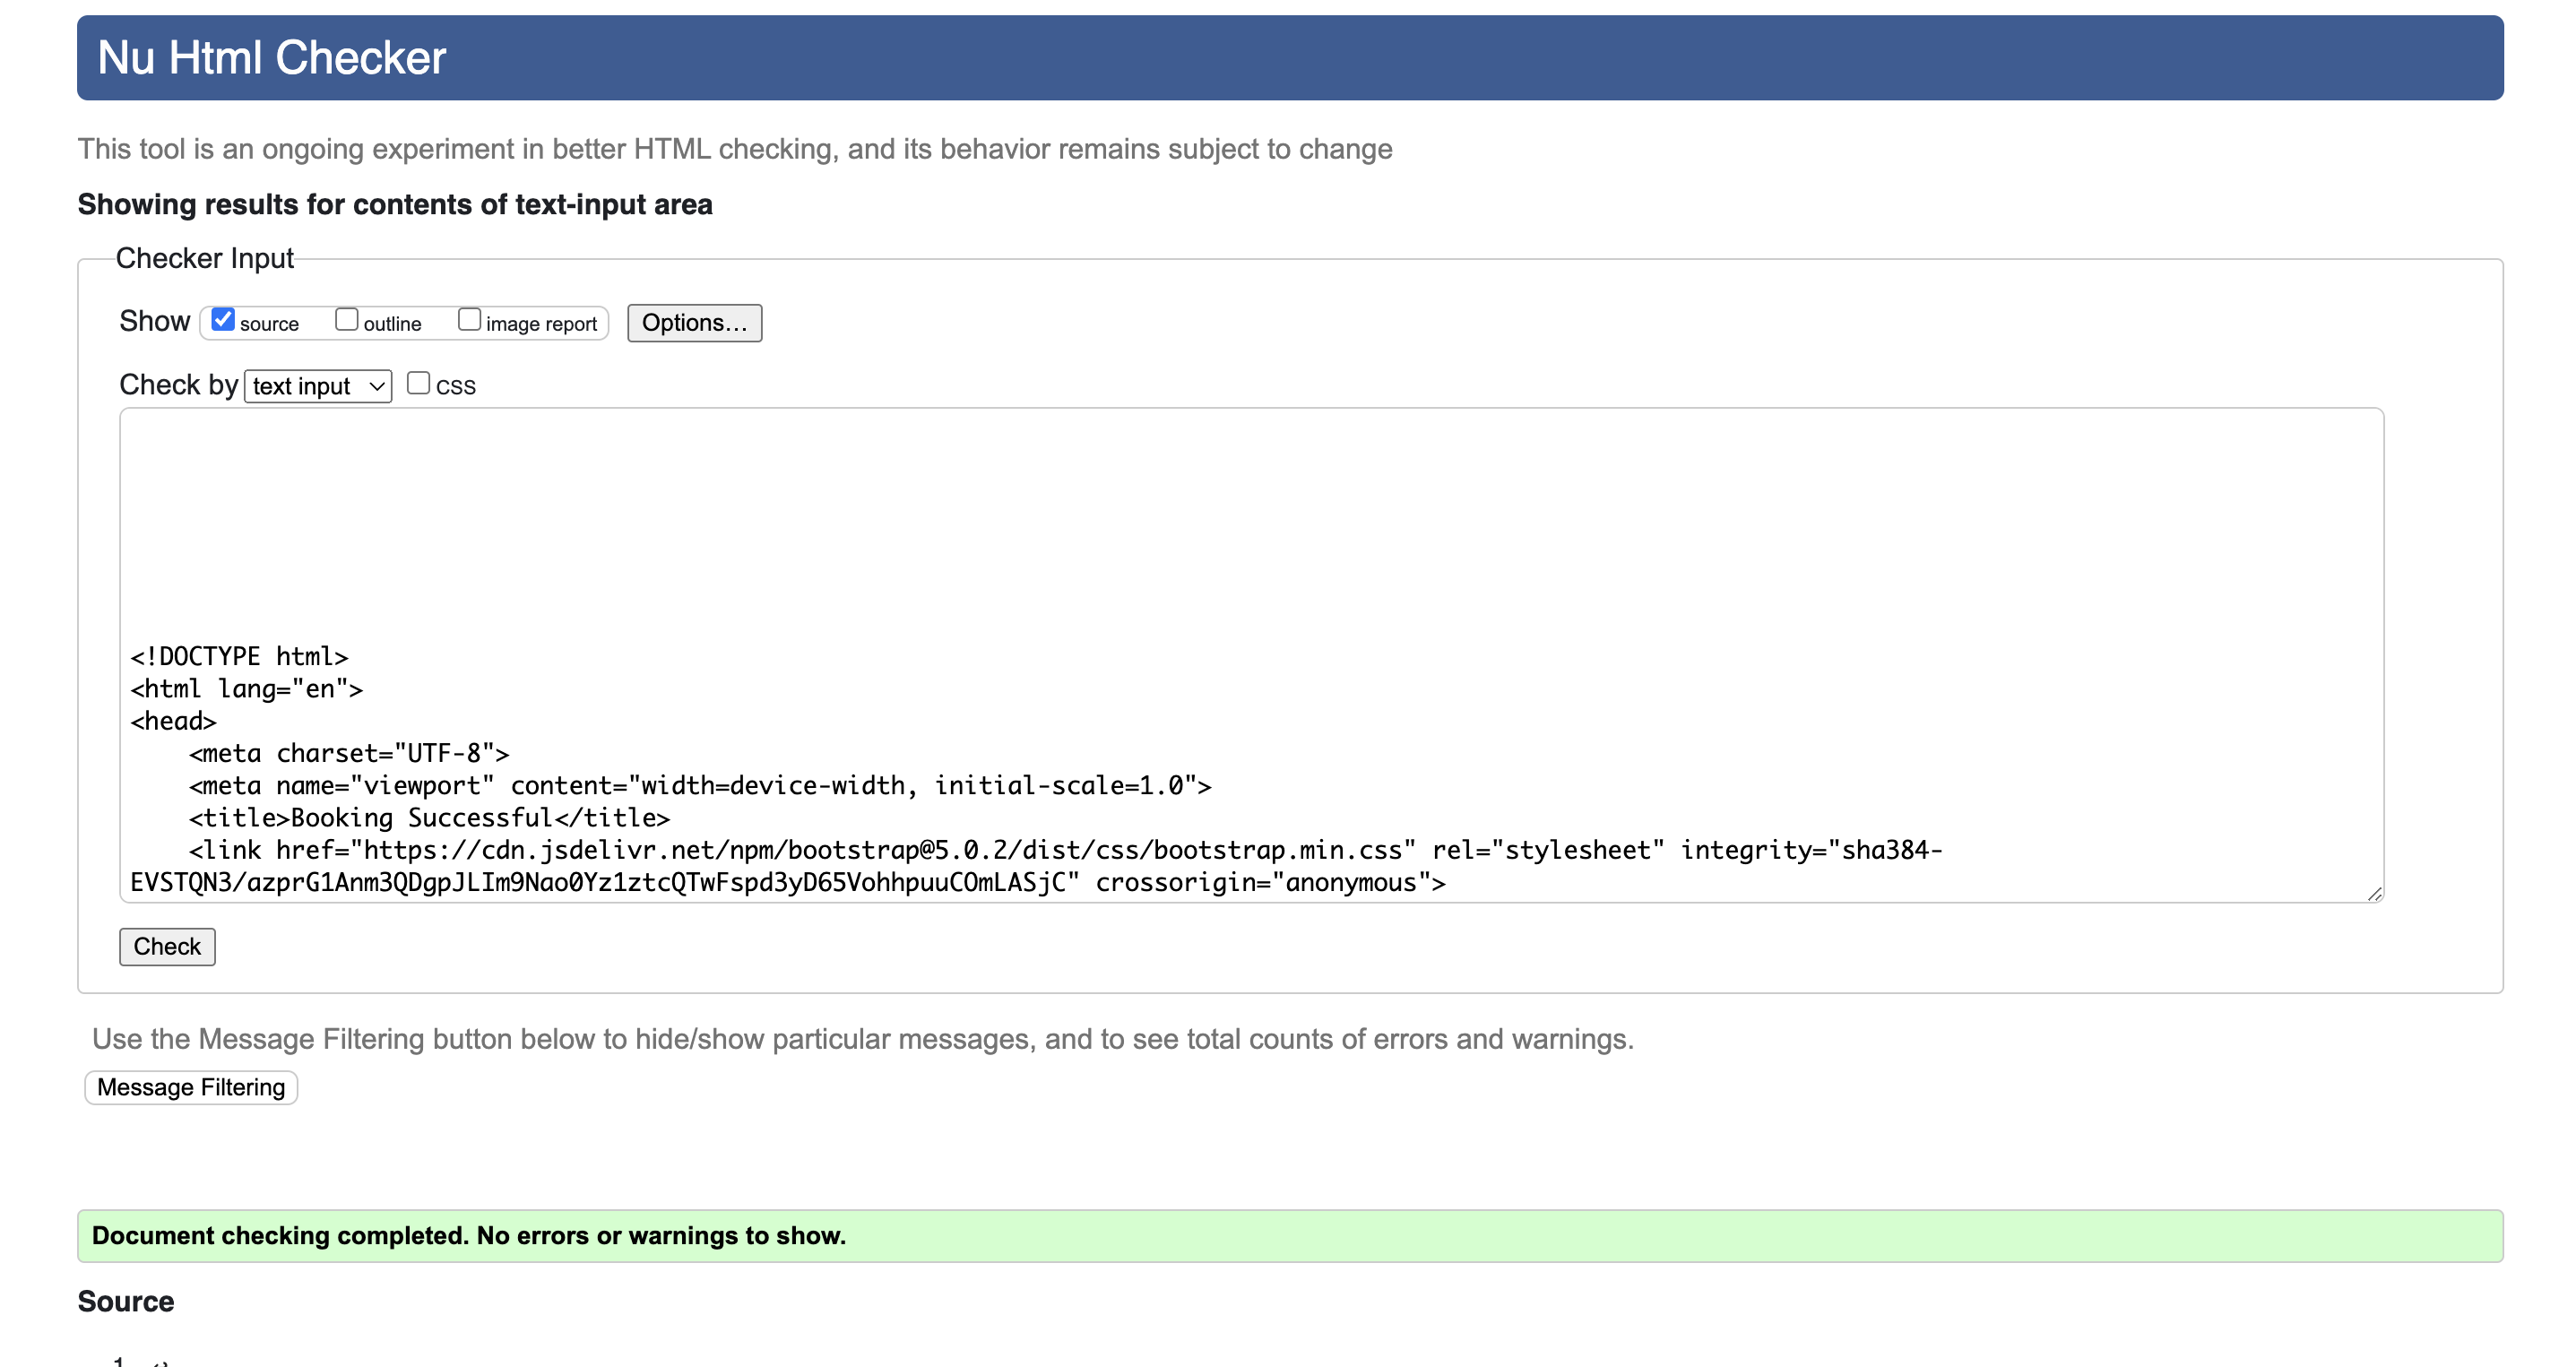 Nu Html Checker
This tool is an ongoing experiment in better HTML checking, and its behavior remains subject to change
Showing results for contents of text-input area
Checker Input
Show source outline image report Options...
Check by text input CSS
<!DOCTYPE html>
<html lang="en">
<head>
    <meta charset="UTF-8">
    <meta name="viewport" content="width=device-width, initial-scale=1.0">
    <title>Booking Successful</title>
    <link href="https://cdn.jsdelivr.net/npm/bootstrap@5.0.2/dist/css/bootstrap.min.css" rel="stylesheet" integrity="sha384-
EVSTQN3/azprG1Anm3QDgpJLIm9Nao0Yz1ztcQTwFspd3yD65VohhpuuCOmLASjC" crossorigin="anonymous">
Check
Use the Message Filtering button below to hide/show particular messages, and to see total counts of errors and warnings.
Message Filtering
Document checking completed. No errors or warnings to show.
Source